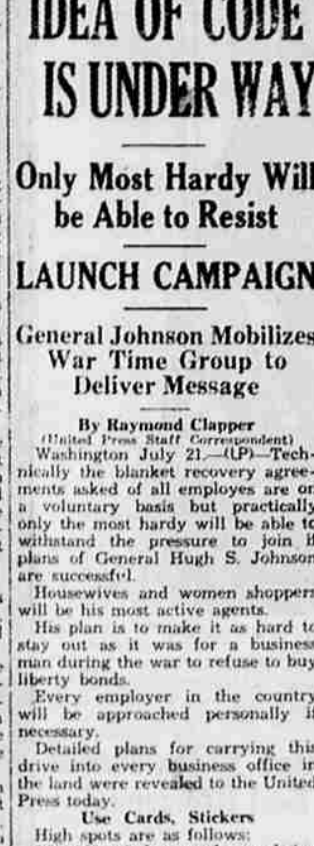 IDEA OF CODE
IS UNDER WAY
Only Most Hardy Will
be Able to Resist
LAUNCH CAMPAIGN
General Johnson Mobilizes
War Time Group to
Deliver Message
By Raymond Clapper
(United Press Staff Correspondent)
Washington July 21.—(UP)—Tech-
nically the blanket recovery agree-
ments asked of all employes are on
a voluntary basis but practically
only the most hardy will be able to
withstand the pressure to join if
plans of General Hugh S. Johnson
are successful.
Housewives and women shoppers
will be his most active agents.
His plan is to make it as hard to
stay out as it was for a business
man during the war to refuse to buy
liberty bonds.
Every employer in the country
will be approached personally if
necessary.
Detailed plans for carrying this
drive into every business office in
the land were revealed to the United
Press today.
Use Cards, Stickers
High spots are as follows: